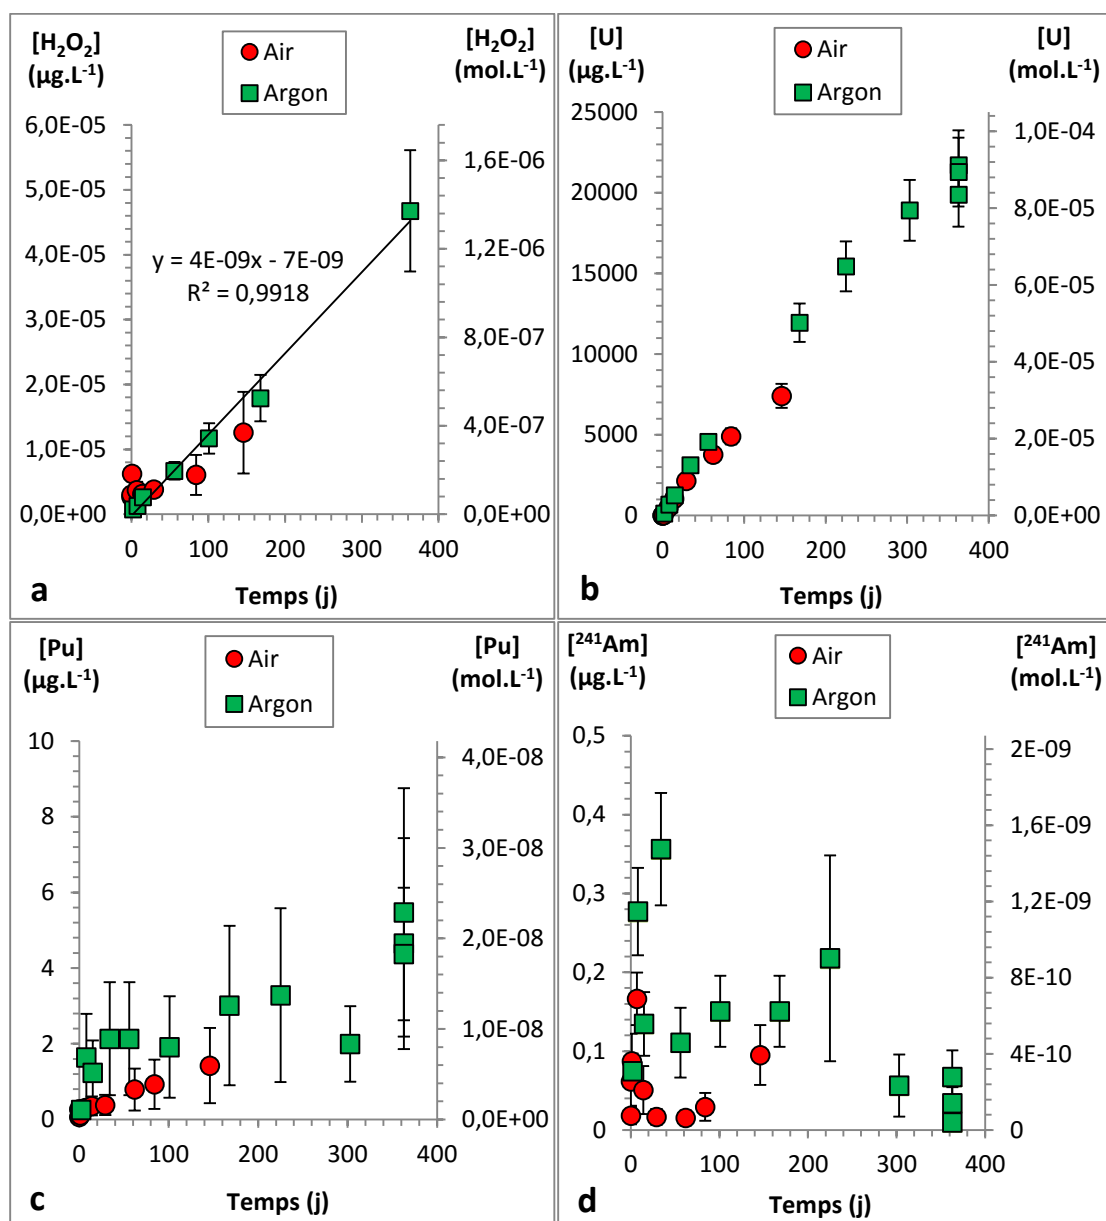 [H₂O₂]
(µg.L⁻¹)
Air
Argon
[H₂O₂]
(mol.L⁻¹)
6,0E-05
5,0E-05
4,0E-05
3,0E-05
2,0E-05
1,0E-05
0,0E+00
1,6E-06
1,2E-06
8,0E-07
4,0E-07
0,0E+00
y = 4E-09x - 7E-09
R² = 0,9918
0 100 200 300 400
a
Temps (j)
[U]
(µg.L⁻¹)
Air
Argon
[U]
(mol.L⁻¹)
25000
20000
15000
10000
5000
0
1,0E-04
8,0E-05
6,0E-05
4,0E-05
2,0E-05
0,0E+00
0 100 200 300 400
b
Temps (j)
[Pu]
(µg.L⁻¹)
Air
Argon
[Pu]
(mol.L⁻¹)
10
8
6
4
2
0
4,0E-08
3,0E-08
2,0E-08
1,0E-08
0,0E+00
0 100 200 300 400
c
Temps (j)
[²⁴¹Am]
(µg.L⁻¹)
Air
Argon
[²⁴¹Am]
(mol.L⁻¹)
0,5
0,4
0,3
0,2
0,1
0
2E-09
1,6E-09
1,2E-09
8E-10
4E-10
0
0 100 200 300 400
d
Temps (j)